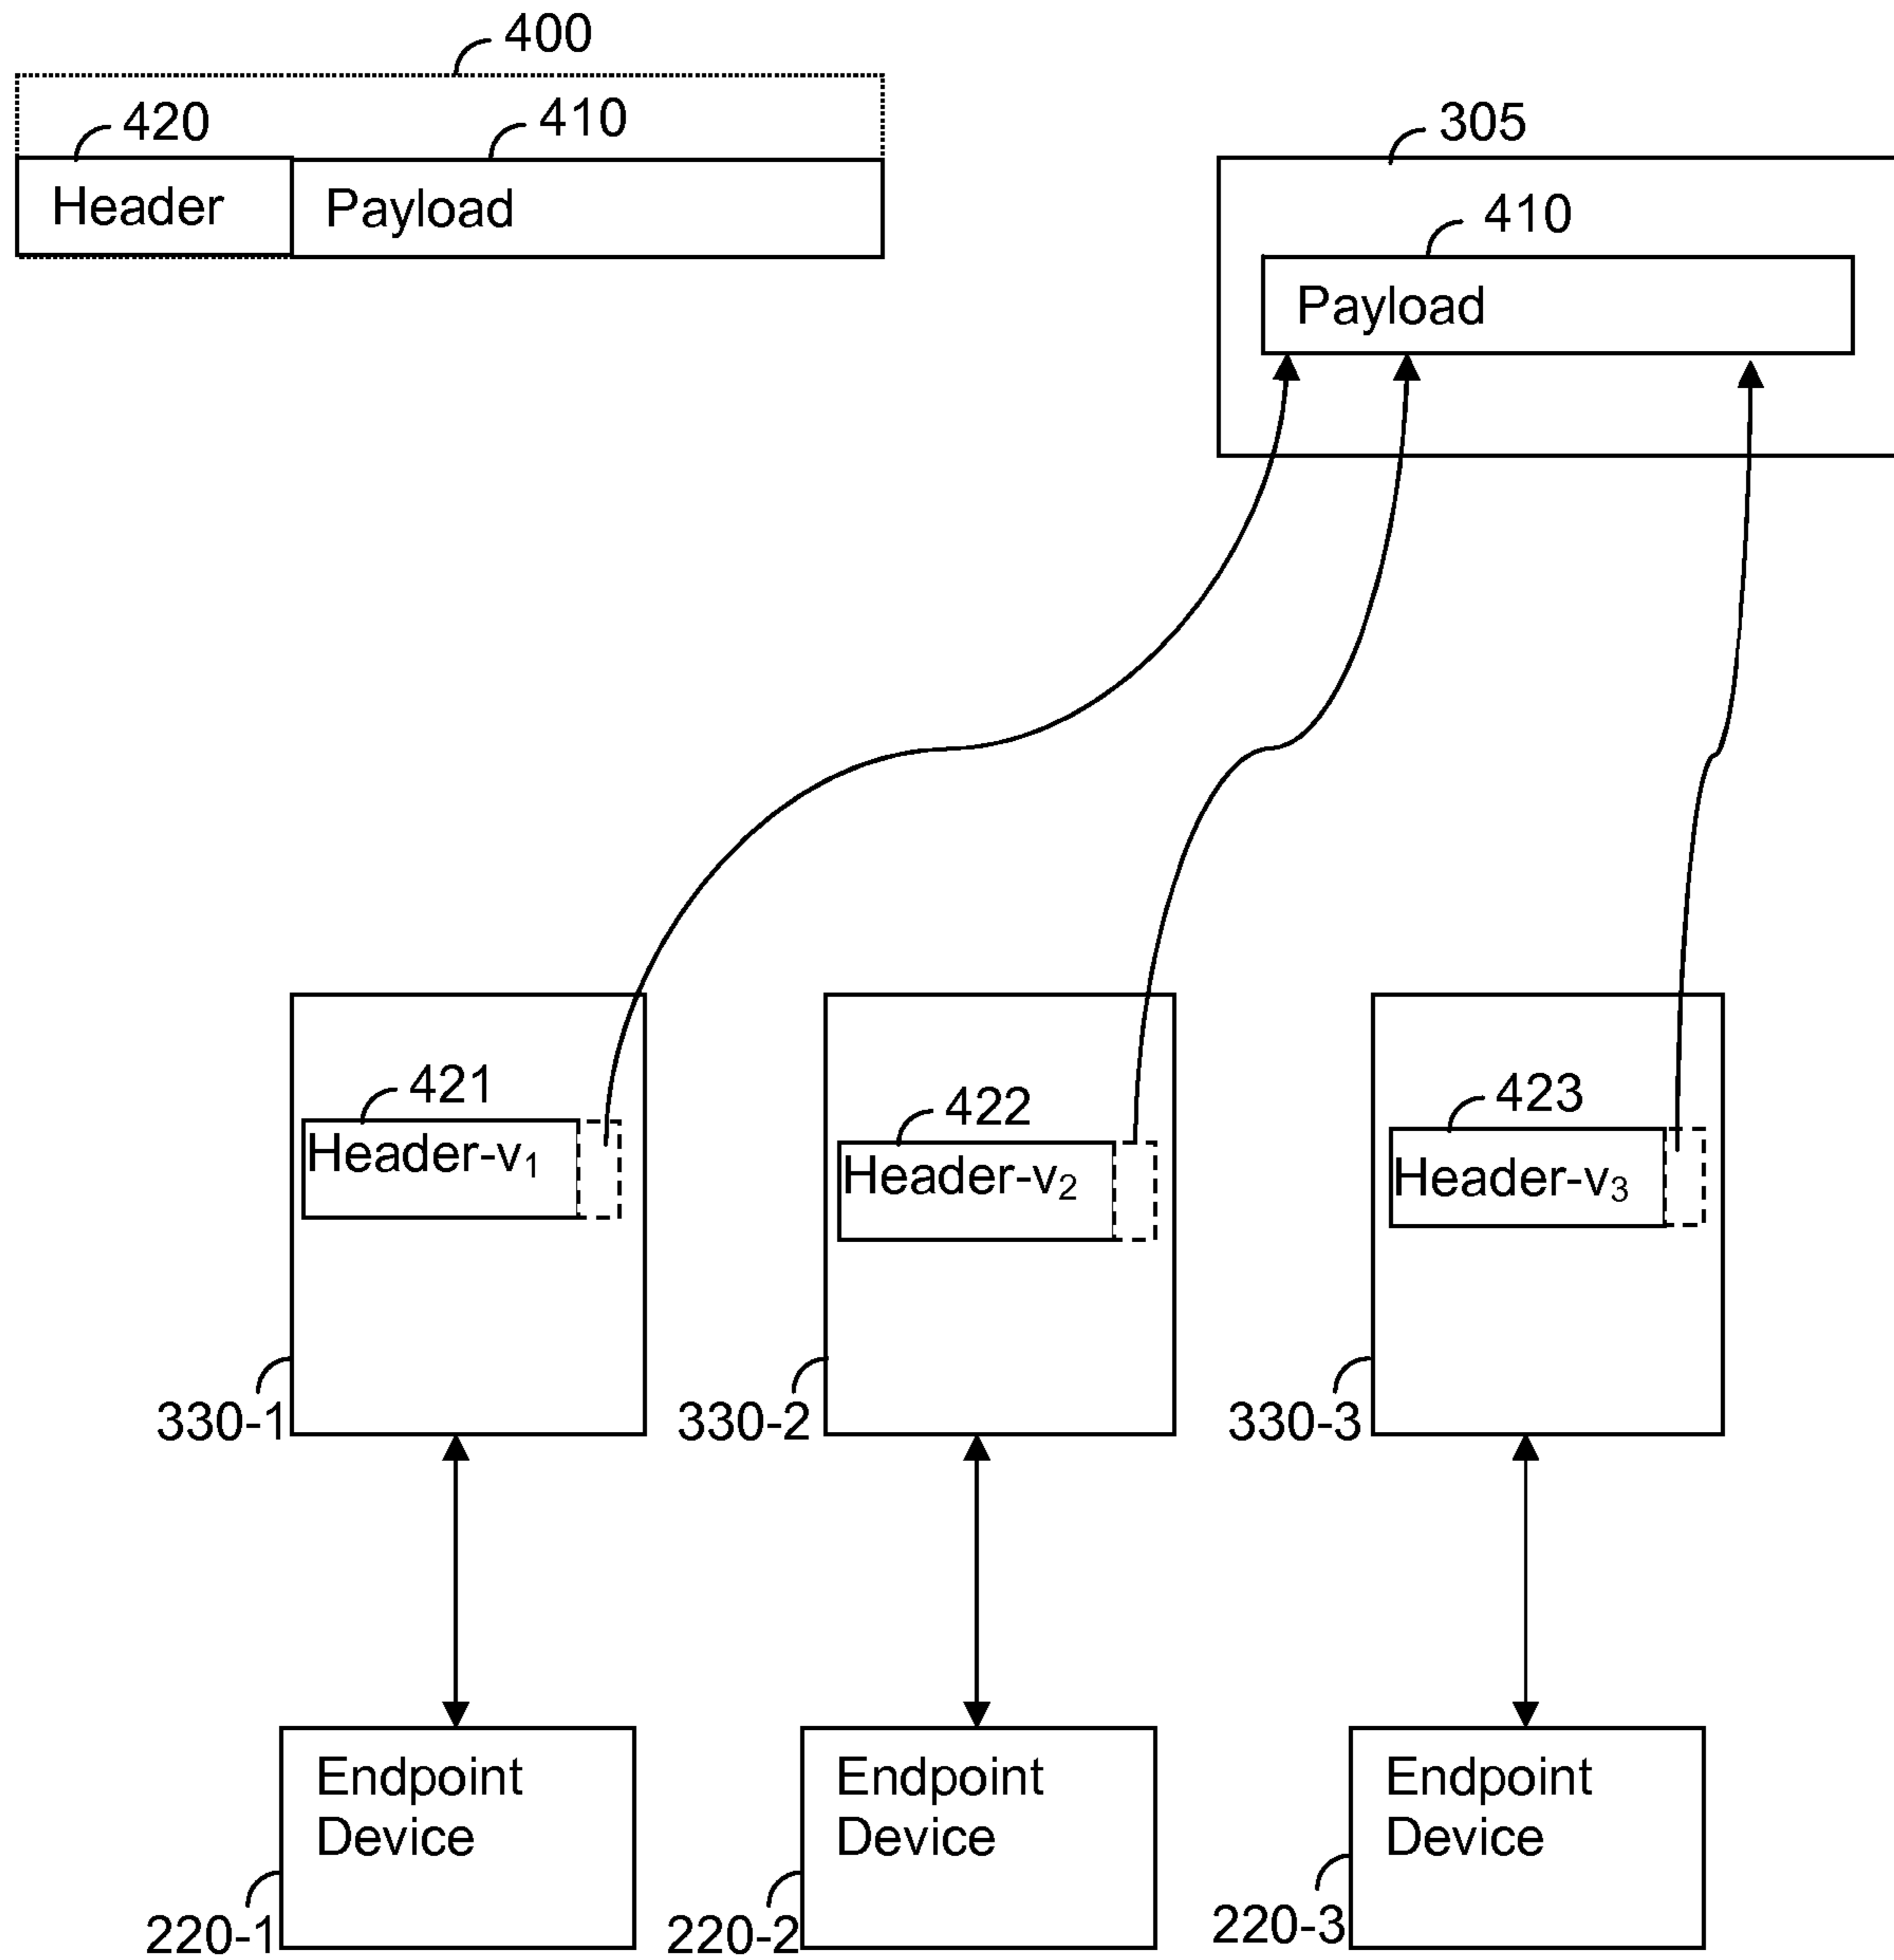 400
420
410
Header
Payload
305
410
Payload
421
Header-v1
422
Header-v2
423
Header-v3
330-1
330-2
330-3
Endpoint
Device
220-1
Endpoint
Device
220-2
Endpoint
Device
220-3